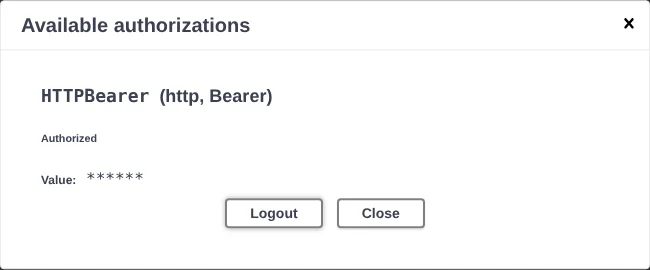 Available authorizations
×
HTTPBearer (http, Bearer)
Authorized
Value: ******
Logout Close